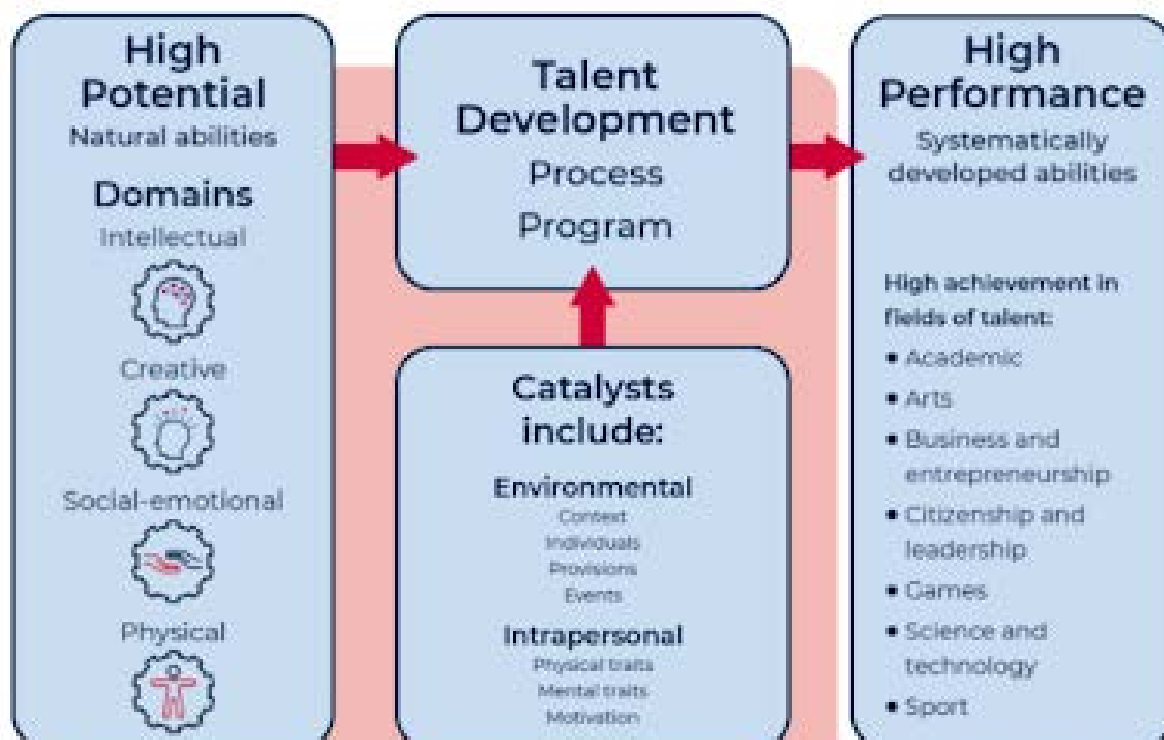 High
Potential
Natural abilities
Domains
Intellectual
Creative
Social-emotional
Physical
Talent
Development
Process
Program
Catalysts
include:
Environmental
Context
Individuals
Provisions
Events
Intrapersonal
Physical traits
Mental traits
Motivation
High
Performance
Systematically
developed abilities
High achievement in
fields of talent:
• Academic
• Arts
• Business and
entrepreneurship
• Citizenship and
leadership
• Games
• Science and
technology
• Sport